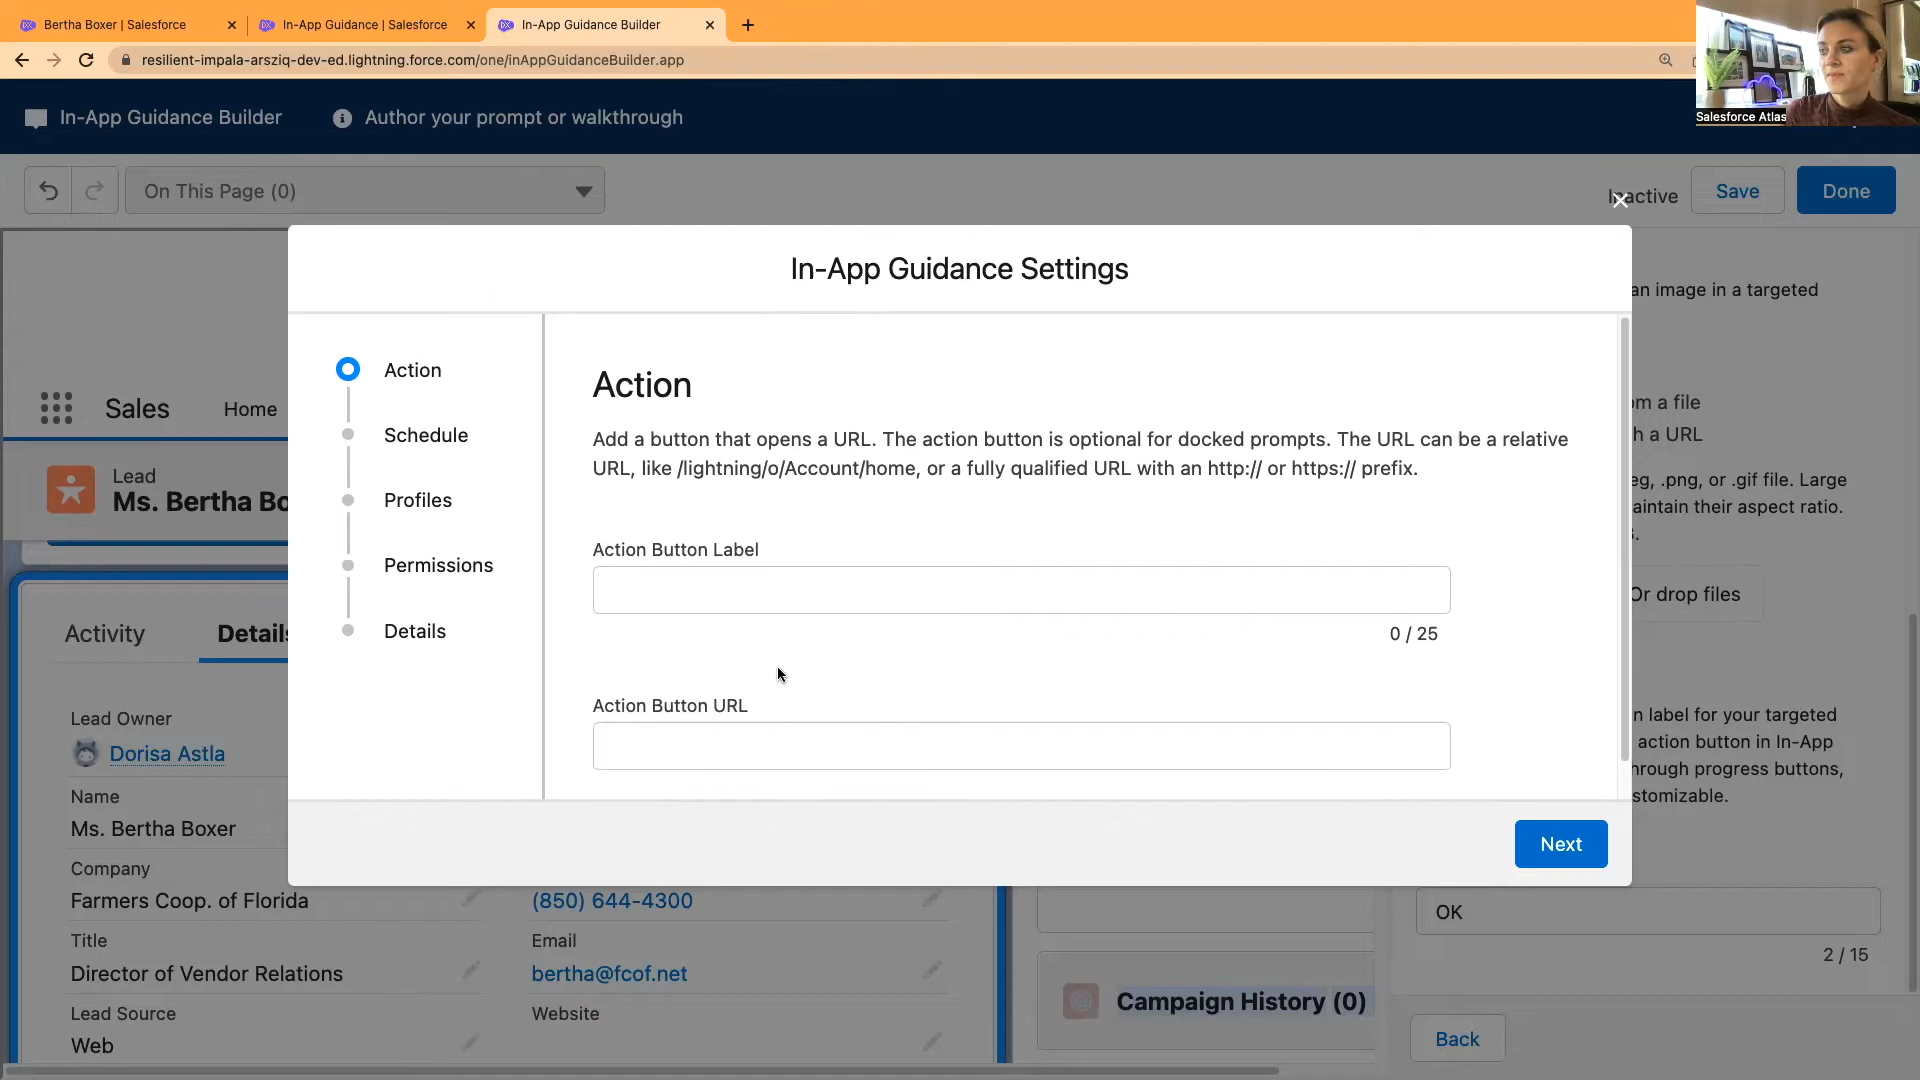 Bertha Boxer | Salesforce
In-App Guidance | Salesforce
In-App Guidance Builder
resilient-impala-arsziq-dev-ed.lightning.force.com/one/inAppGuidanceBuilder.app
Salesforce Atlas
In-App Guidance Builder
Author your prompt or walkthrough
On This Page (0)
Inactive
Save
Done
In-App Guidance Settings
Action
Schedule
Profiles
Permissions
Details
Action
Add a button that opens a URL. The action button is optional for docked prompts. The URL can be a relative
URL, like /lightning/o/Account/home, or a fully qualified URL with an http:// or https:// prefix.
Action Button Label
0 / 25
Action Button URL
Next
Sales
Home
Lead
Ms. Bertha Bo
Activity
Details
Lead Owner
Dorisa Astla
Name
Ms. Bertha Boxer
Company
Farmers Coop. of Florida
(850) 644-4300
Title
Email
Director of Vendor Relations
bertha@fcof.net
Lead Source
Website
Web
Campaign History (0)
an image in a targeted
om a file
h a URL
eg, .png, or .gif file. Large
aintain their aspect ratio.
Or drop files
n label for your targeted
action button in In-App
hrough progress buttons,
stomizable.
OK
2 / 15
Back